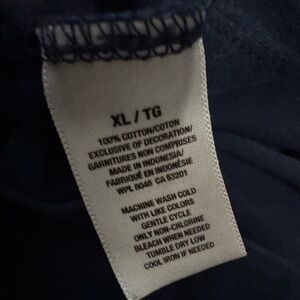 XL / TG
100% COTTON/COTON
EXCLUSIVE OF DECORATION/
GARNITURES NON COMPRISES
MADE IN INDONESIA/
FABRIQUÉ EN INDONÉSIE
WPL 8046 CA 53201
MACHINE WASH COLD
WITH LIKE COLORS
GENTLE CYCLE
ONLY NON-CHLORINE
BLEACH WHEN NEEDED
TUMBLE DRY LOW
COOL IRON IF NEEDED